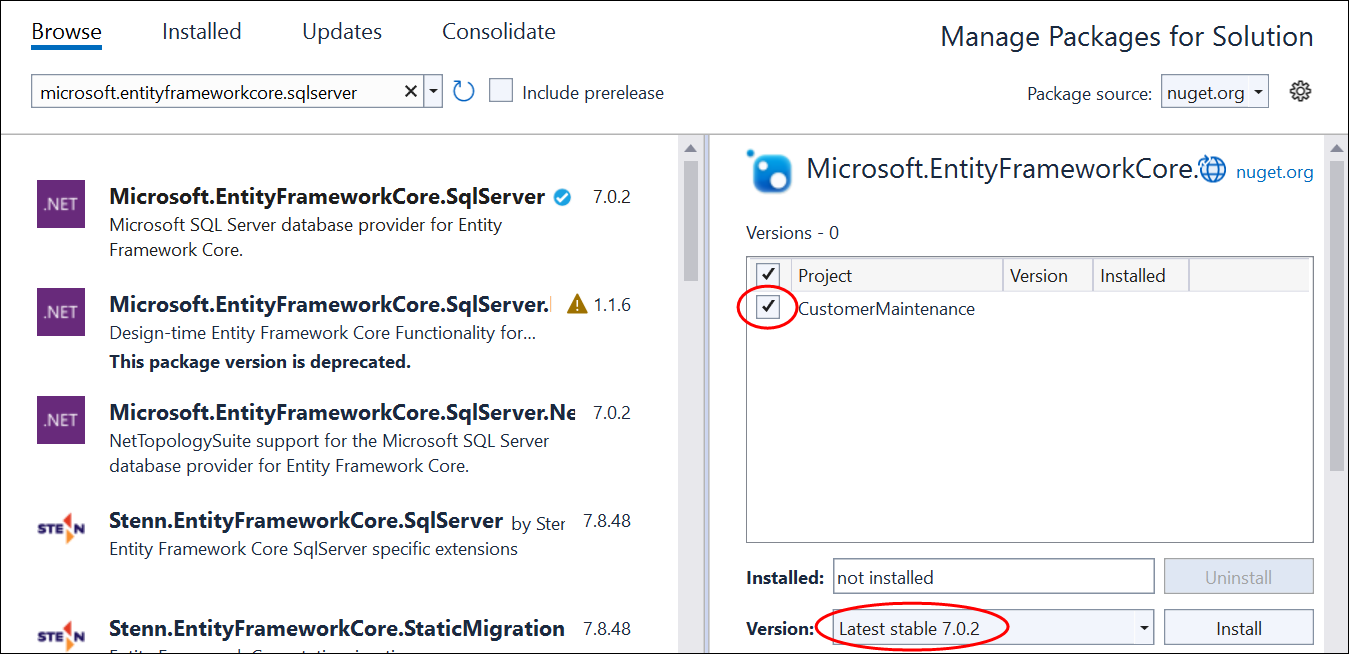 Browse Installed Updates Consolidate
Manage Packages for Solution
microsoft.entityframeworkcore.sqlserver
Include prerelease
Package source: nuget.org
.NET
Microsoft.EntityFrameworkCore.SqlServer 7.0.2
Microsoft SQL Server database provider for Entity
Framework Core.
.NET
Microsoft.EntityFrameworkCore.SqlServer. 1.1.6
Design-time Entity Framework Core Functionality for...
This package version is deprecated.
.NET
Microsoft.EntityFrameworkCore.SqlServer.Ne 7.0.2
NetTopologySuite support for the Microsoft SQL Server
database provider for Entity Framework Core.
STENN
Stenn.EntityFrameworkCore.SqlServer by Ster 7.8.48
Entity Framework Core SqlServer specific extensions
STENN
Stenn.EntityFrameworkCore.StaticMigration 7.8.48
Microsoft.EntityFrameworkCore. nuget.org
Versions - 0
Project Version Installed
CustomerMaintenance
Installed: not installed Uninstall
Version: Latest stable 7.0.2 Install